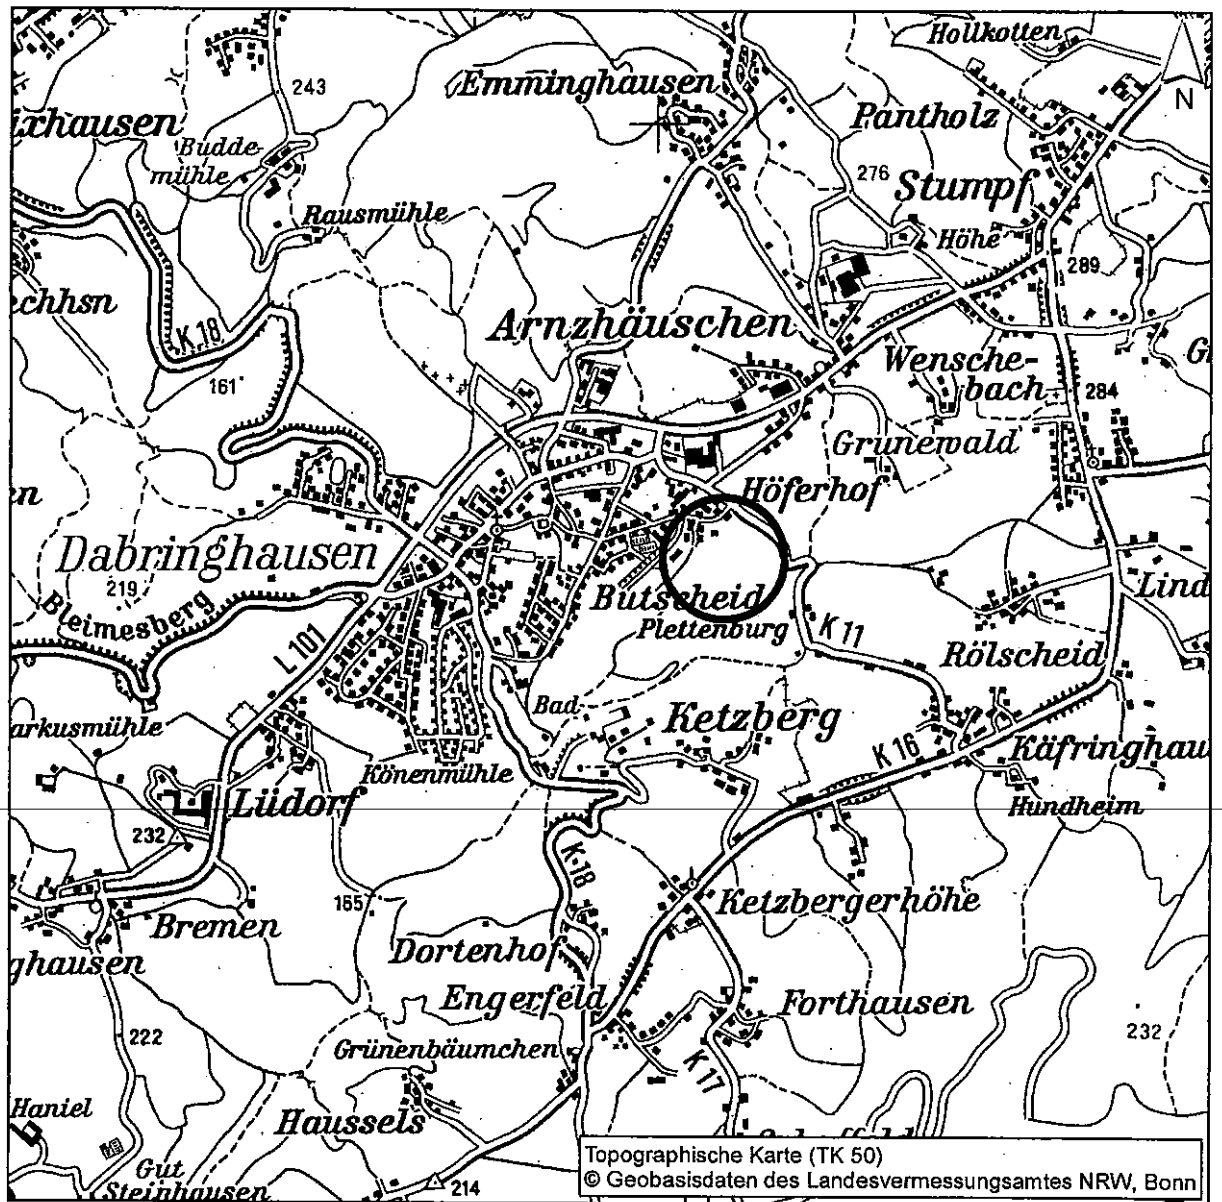 Hollkotten
N
Emminghausen
243
ixhausen
Pantholz
Budde-
mühle
276
Stumpf
Rausmühle
Höhe
289
echhsn
Arnzhäuschen
K 18
161
Wensche-
bach
284
Grunewald
Höferhof
Dabringhausen
219
Bleimesberg
Butscheid
Plettenburg
K 11
Lind
L 101
Rölscheid
Bad
arkusmühle
Ketzberg
K 16
Käfringhau
Könenmühle
Lüdorf
Hundheim
232
K 18
165
Ketzbergerhöhe
Bremen
Dortenhof
ghausen
Engerfeld
Forthausen
222
232
Grünenbäumchen
K 17
Haniel
Haussels
Gut
Steinhausen
214
Topographische Karte (TK 50)
© Geobasisdaten des Landesvermessungsamtes NRW, Bonn